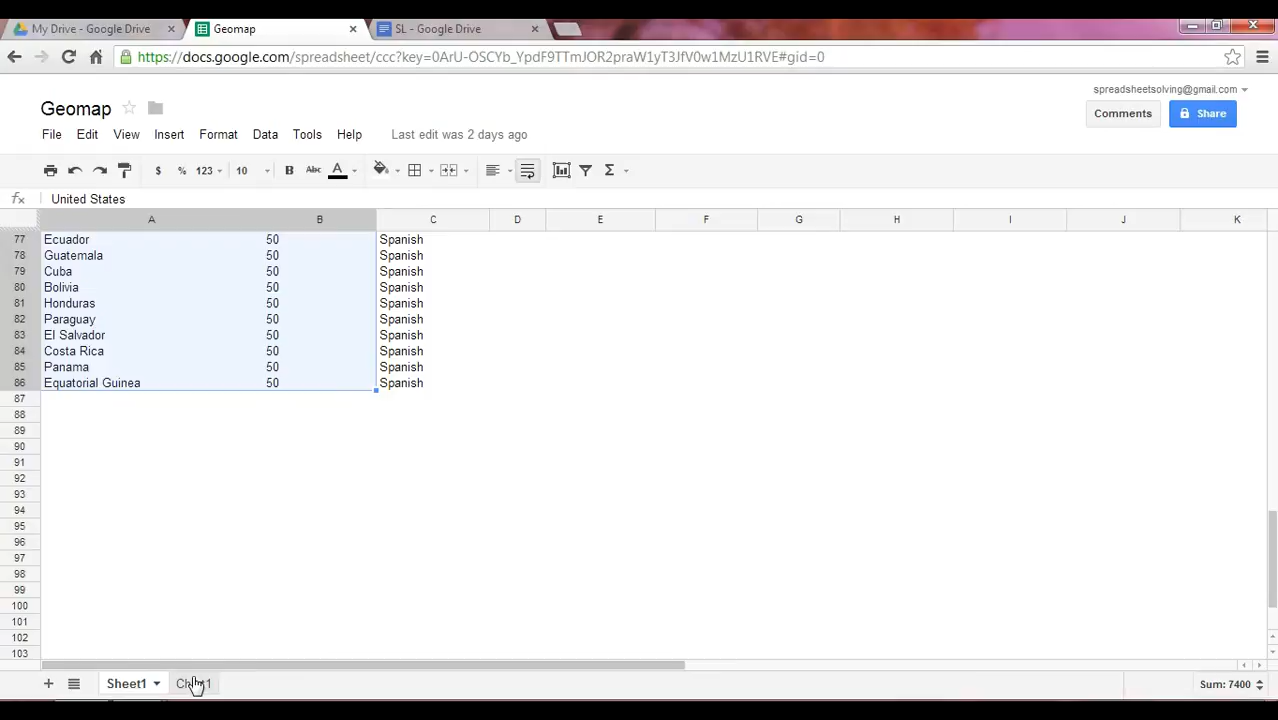 My Drive - Google Drive Geomap SL - Google Drive
https://docs.google.com/spreadsheet/ccc?key=0ArU-OSCYb_YpdF9TTmJOR2praW1yT3JfV0w1MzU1RVE#gid=0
spreadsheetsolving@gmail.com
Geomap
Comments Share
File Edit View Insert Format Data Tools Help Last edit was 2 days ago
$ % 123 10 B Abc A Σ
fx United States
A B C D E F G H I J K
77 Ecuador 50 Spanish
78 Guatemala 50 Spanish
79 Cuba 50 Spanish
80 Bolivia 50 Spanish
81 Honduras 50 Spanish
82 Paraguay 50 Spanish
83 El Salvador 50 Spanish
84 Costa Rica 50 Spanish
85 Panama 50 Spanish
86 Equatorial Guinea 50 Spanish
87
88
89
90
91
92
93
94
95
96
97
98
99
100
101
102
103
Sheet1 Sum: 7400